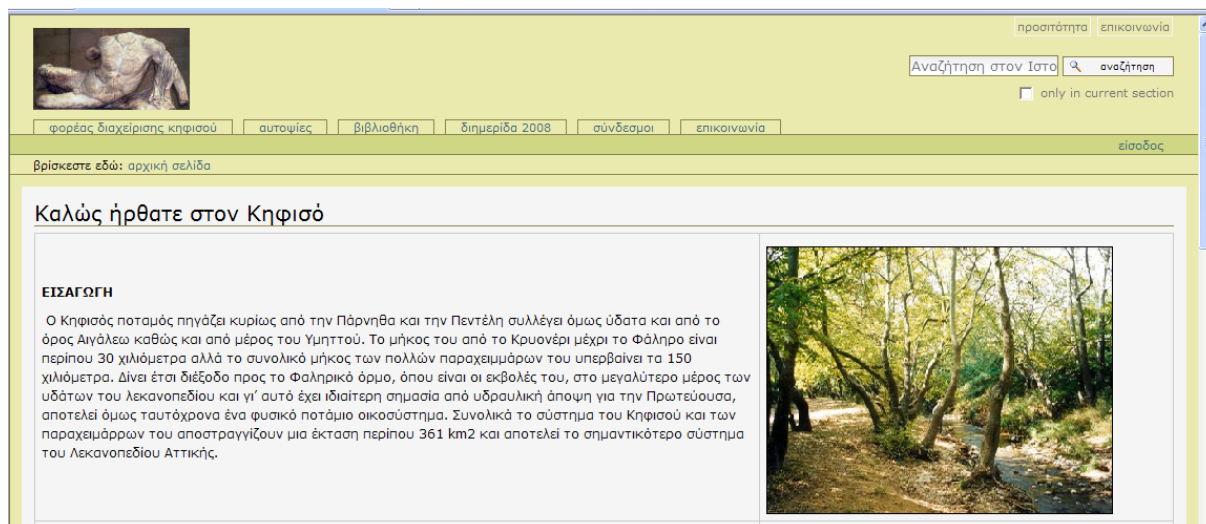 προσιτότητα επικοινωνία
Αναζήτηση στον Ιστο αναζήτηση
only in current section
φορέας διαχείρισης κηφισού αυτοψίες βιβλιοθήκη διημερίδα 2008 σύνδεσμοι επικοινωνία
είσοδος
βρίσκεστε εδώ: αρχική σελίδα
Καλώς ήρθατε στον Κηφισό
ΕΙΣΑΓΩΓΗ
Ο Κηφισός ποταμός πηγάζει κυρίως από την Πάρνηθα και την Πεντέλη συλλέγει όμως ύδατα και από το
όρος Αιγάλεω καθώς και από μέρος του Υμηττού. Το μήκος του από το Κρυονέρι μέχρι το Φάληρο είναι
περίπου 30 χιλιόμετρα αλλά το συνολικό μήκος των πολλών παραχειμμάρων του υπερβαίνει τα 150
χιλιόμετρα. Δίνει έτσι διέξοδο προς το Φαληρικό όρμο, όπου είναι οι εκβολές του, στο μεγαλύτερο μέρος των
υδάτων του λεκανοπεδίου και γι' αυτό έχει ιδιαίτερη σημασία από υδραυλική άποψη για την Πρωτεύουσα,
αποτελεί όμως ταυτόχρονα ένα φυσικό ποτάμιο οικοσύστημα. Συνολικά το σύστημα του Κηφισού και των
παραχειμάρρων του αποστραγγίζουν μια έκταση περίπου 361 km2 και αποτελεί το σημαντικότερο σύστημα
του Λεκανοπεδίου Αττικής.